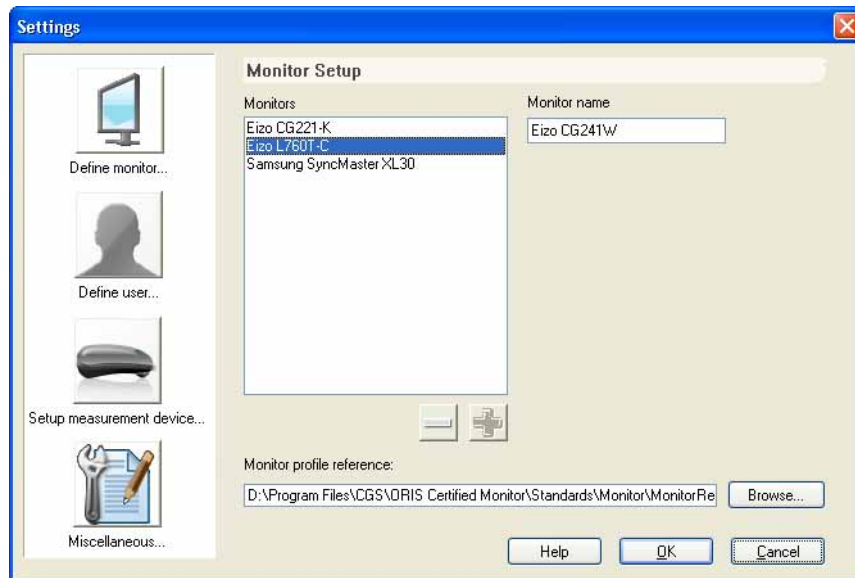 Settings
Define monitor...
Define user...
Setup measurement device...
Miscellaneous...
Monitor Setup
Monitors
Eizo CG221-K
Eizo L760T-C
Samsung SyncMaster XL30
Monitor name
Eizo CG241W
Monitor profile reference:
D:\Program Files\CGS\ORIS Certified Monitor\Standards\Monitor\MonitorRe
Browse...
Help
OK
Cancel